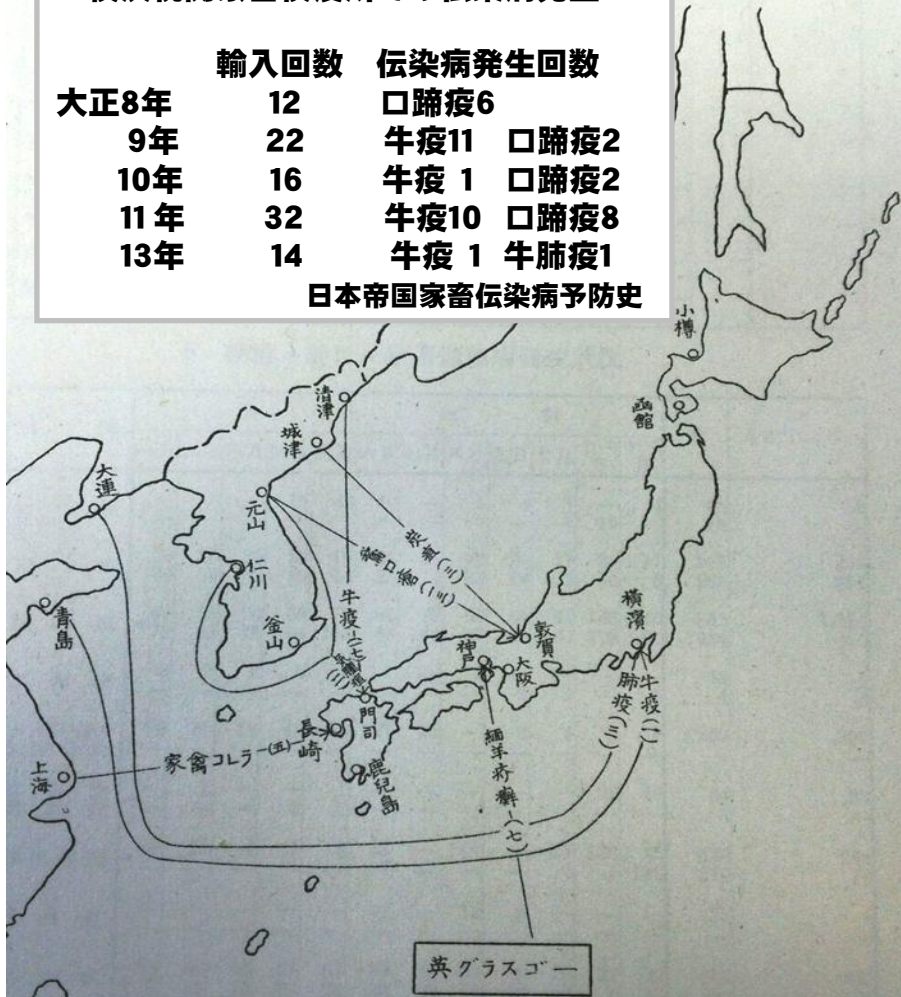 輸入回数 伝染病発生回数
大正8年 12 口蹄疫6
9年 22 牛疫11 口蹄疫2
10年 16 牛疫 1 口蹄疫2
11年 32 牛疫10 口蹄疫8
13年 14 牛疫 1 牛肺疫1
日本帝国家畜伝染病予防史
小樽
函館
清津
城津
大連
元山
炭疽(三)
仁川
牛疫-(一七)
横濱
青島
釜山
敦賀
神戸
大阪
牛疫(一)
肺疫(三)
門司
長崎
家禽コレラ-(五)
緬羊疥癬-(七)
上海
鹿兒島
英グラスゴー